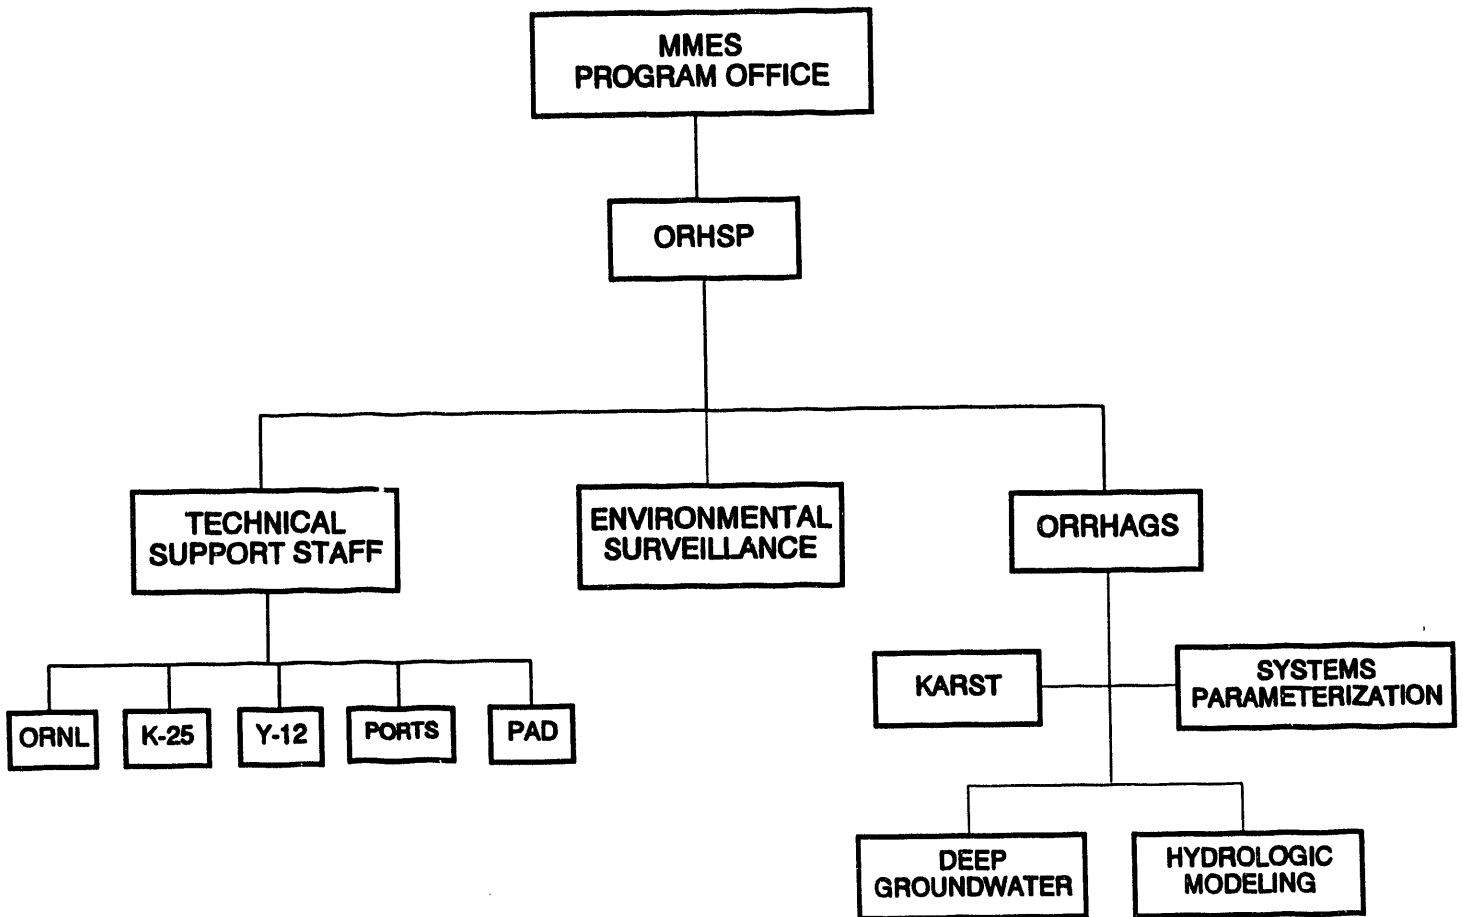 MMES
PROGRAM OFFICE
ORHSP
TECHNICAL
SUPPORT STAFF
ENVIRONMENTAL
SURVEILLANCE
ORRHAGS
KARST
SYSTEMS
PARAMETERIZATION
ORNL
K-25
Y-12
PORTS
PAD
DEEP
GROUNDWATER
HYDROLOGIC
MODELING